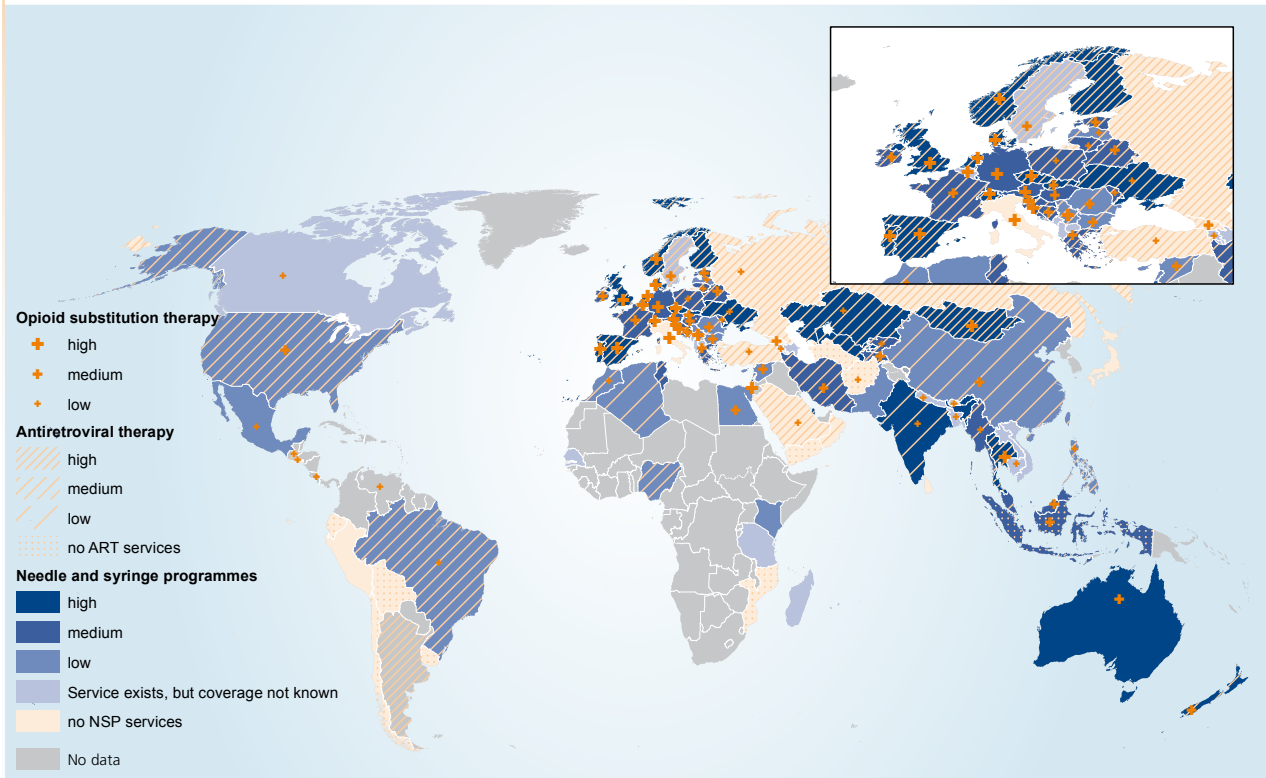 Opioid substitution therapy
high
medium
low
Antiretroviral therapy
high
medium
low
no ART services
Needle and syringe programmes
high
medium
low
Service exists, but coverage not known
no NSP services
No data